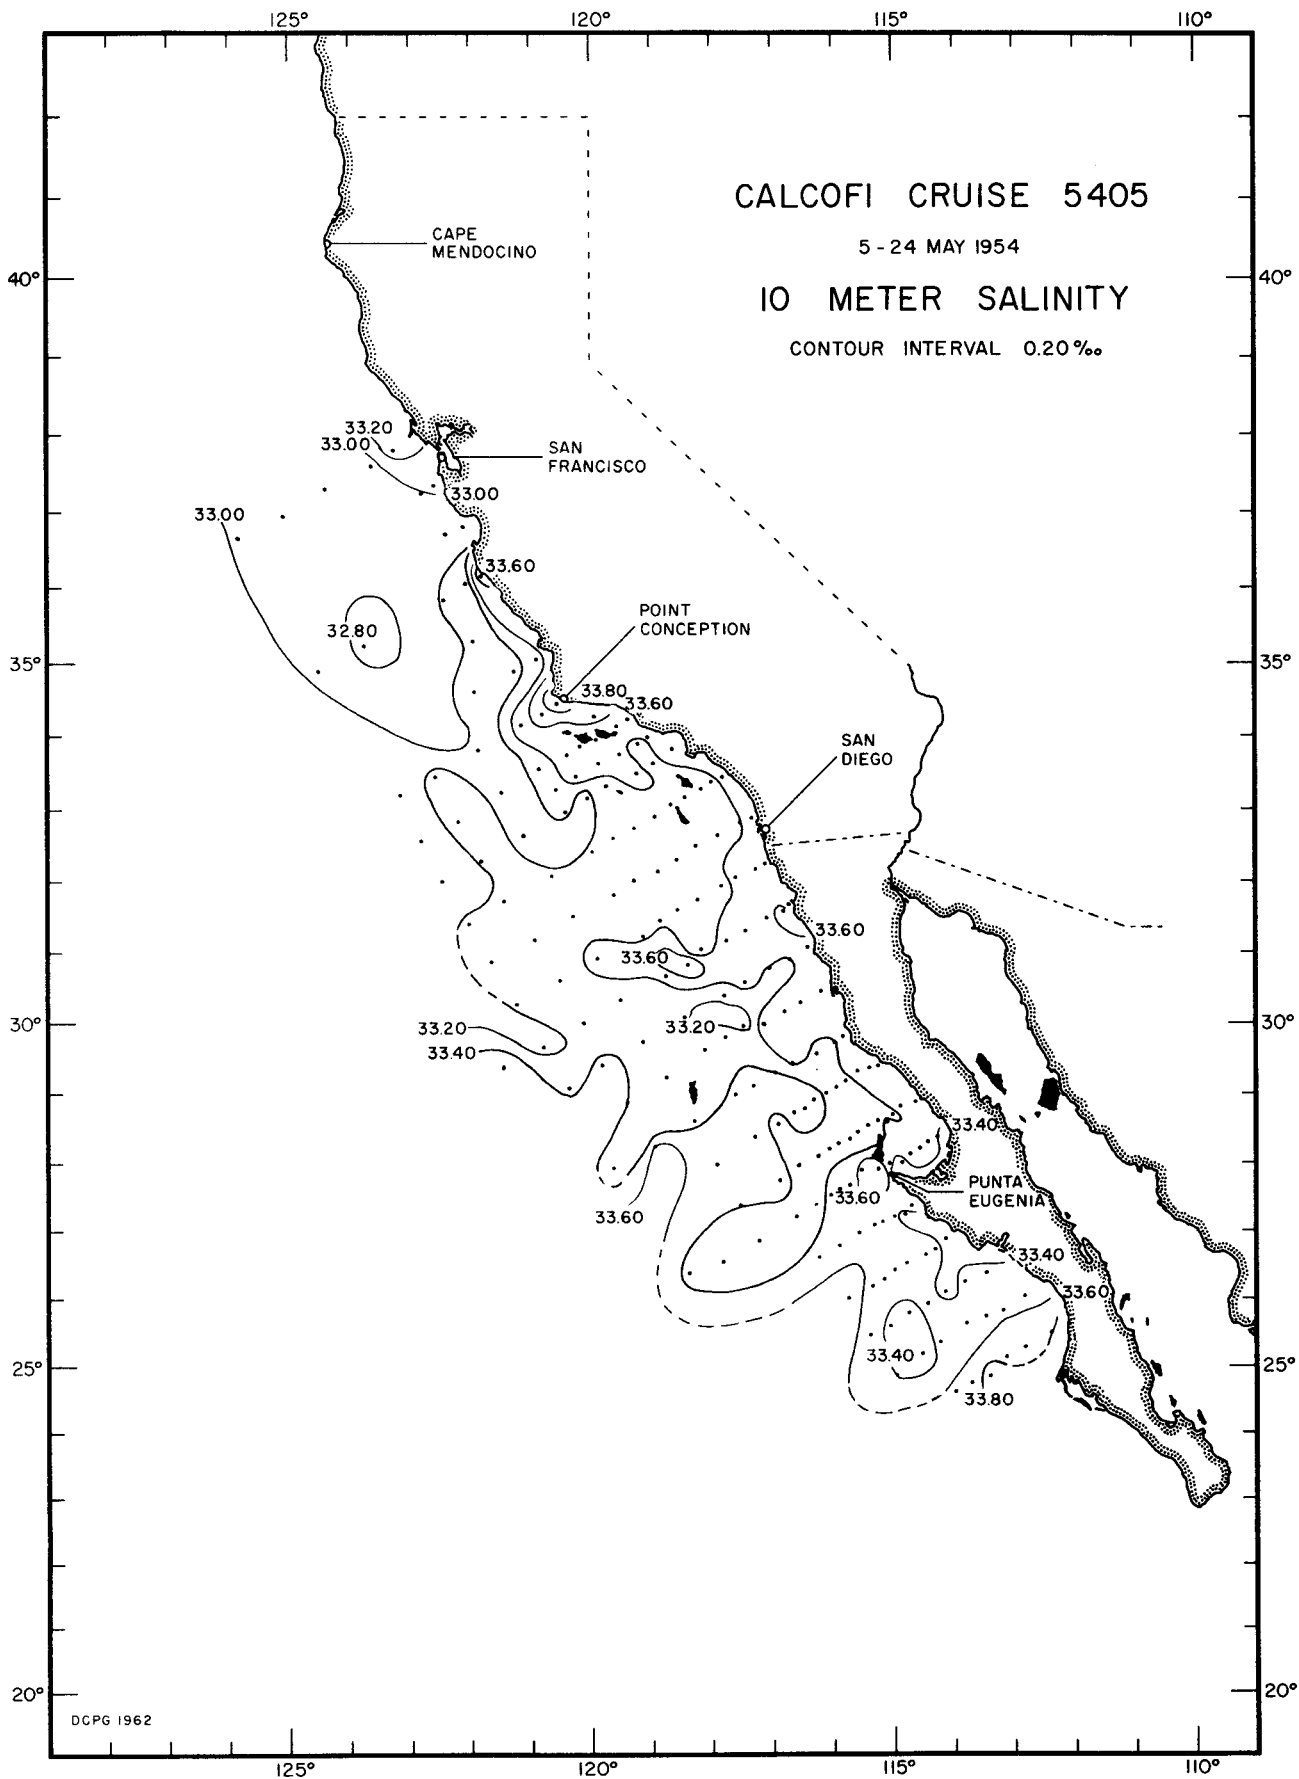 125° 120° 115° 110°
CALCOFI CRUISE 5405
5-24 MAY 1954
10 METER SALINITY
CONTOUR INTERVAL 0.20‰
CAPE
MENDOCINO
40° 40°
33.20
33.00
SAN
FRANCISCO
33.00
33.00
33.60
32.80
POINT
CONCEPTION
35° 35°
33.80
33.60
SAN
DIEGO
33.60
33.60
30° 30°
33.20
33.20
33.40
33.40
PUNTA
EUGENIA
33.60
33.60
33.40
33.60
33.40
25° 25°
33.80
20° 20°
DCPG 1962
125° 120° 115° 110°